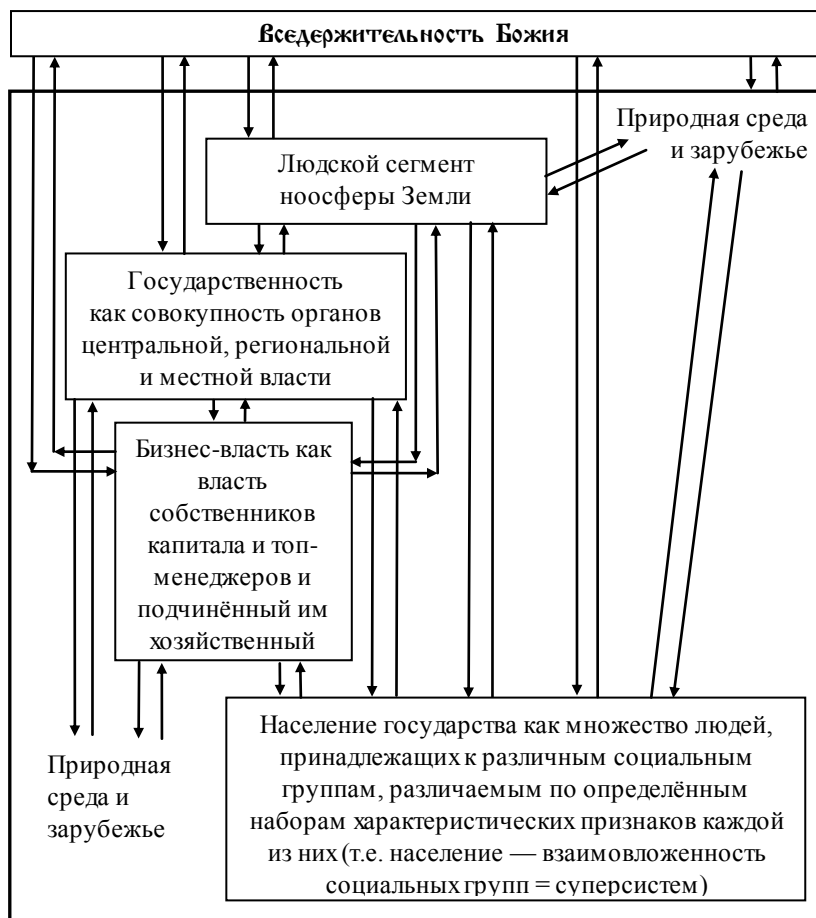 Вседержительность Божия
Природная среда
и зарубежье
Людской сегмент
ноосферы Земли
Государственность
как совокупность органов
центральной, региональной
и местной власти
Бизнес-власть как
власть
собственников
капитала и топ-
менеджеров и
подчинённый им
хозяйственный
Природная
среда и
зарубежье
Население государства как множество людей,
принадлежащих к различным социальным
группам, различаемым по определённым
наборам характеристических признаков каждой
из них (т.е. население — взаимовложенность
социальных групп = суперсистем)